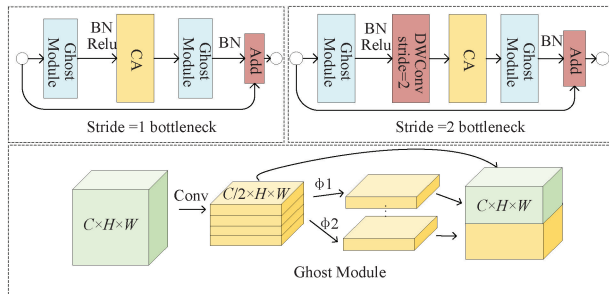 Ghost Module
BN
Relu
CA
Ghost Module
BN
Add
Stride =1 bottleneck
Ghost Module
BN
Relu
DWConv
stride=2
CA
Ghost Module
BN
Add
Stride =2 bottleneck
C×H×W
Conv
C/2×H×W
ϕ1
ϕ2
C×H×W
Ghost Module